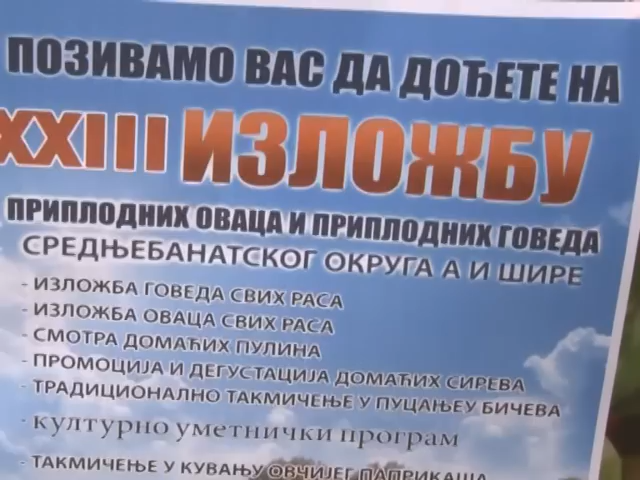 ПОЗИВАМО ВАС ДА ДОЂЕТЕ НА
XXIII ИЗЛОЖБУ
ПРИПЛОДНИХ ОВАЦА И ПРИПЛОДНИХ ГОВЕДА
СРЕДЊЕБАНАТСКОГ ОКРУГА А И ШИРЕ
- ИЗЛОЖБА ГОВЕДА СВИХ РАСА
- ИЗЛОЖБА ОВАЦА СВИХ РАСА
- СМОТРА ДОМАЋИХ ПУЛИНА
- ПРОМОЦИЈА И ДЕГУСТАЦИЈА ДОМАЋИХ СИРЕВА
- ТРАДИЦИОНАЛНО ТАКМИЧЕЊЕ У ПУЦАЊЕУ БИЧЕВА
- културно уметнички програм
- ТАКМИЧЕЊЕ У КУВАЊУ ОВЧИЈЕГ ПАПРИКАША